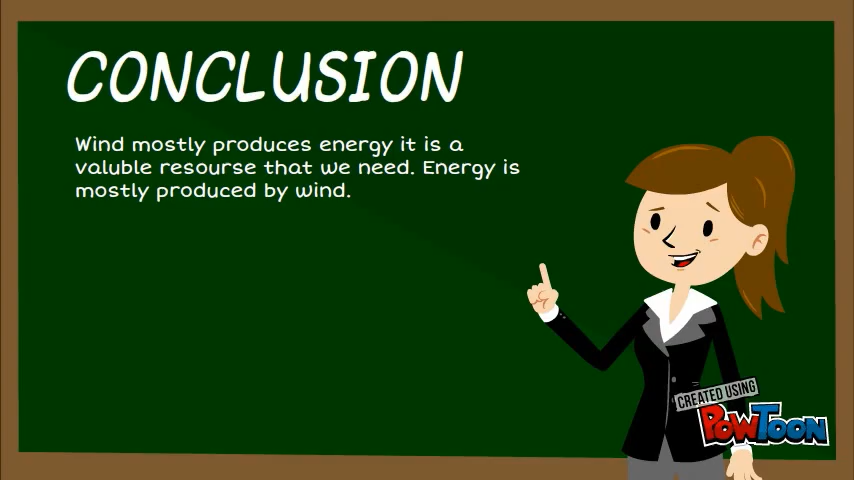 CONCLUSION
Wind mostly produces energy it is a
valuble resourse that we need. Energy is
mostly produced by wind.
CREATED USING
POWTOON